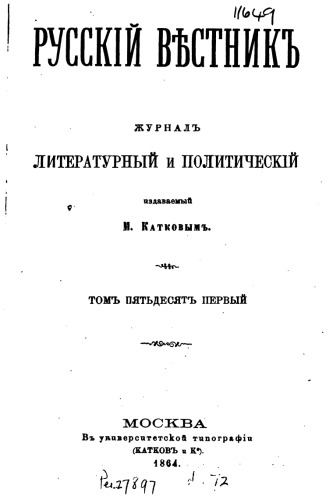 11649
РУССКІЙ ВѢСТНИКЪ
ЖУРНАЛЪ
ЛИТЕРАТУРНЫЙ и ПОЛИТИЧЕСКІЙ
издаваемый
М. Катковымъ.
ТОМЪ ПЯТЬДЕСЯТЪ ПЕРВЫЙ
МОСКВА
Въ университетской типографіи
(КАТКОВЪ и Кº)
1864.
Per.27897